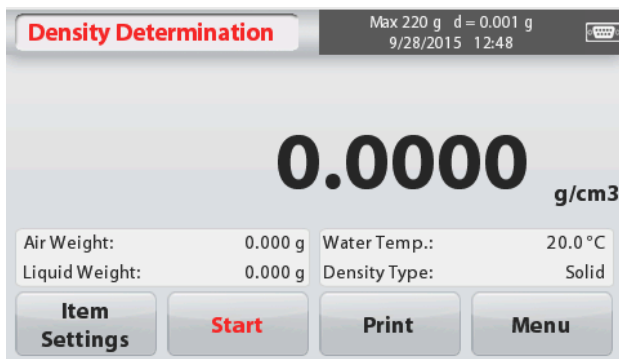 Density Determination
Max 220 g d = 0.001 g
9/28/2015 12:48
0.0000
g/cm3
Air Weight: 0.000 g Water Temp.: 20.0 °C
Liquid Weight: 0.000 g Density Type: Solid
Item
Settings
Start
Print
Menu